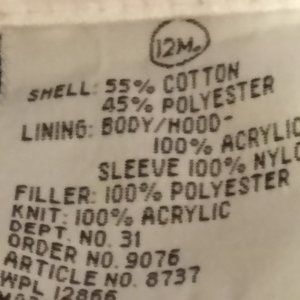 12M.
SHELL: 55% COTTON
45% POLYESTER
LINING: BODY/HOOD-
100% ACRYLIC
SLEEVE 100% NYLO
FILLER: 100% POLYESTER
KNIT: 100% ACRYLIC
DEPT. NO. 31
ORDER NO. 9076
ARTICLE NO. 8737
WPL 12866